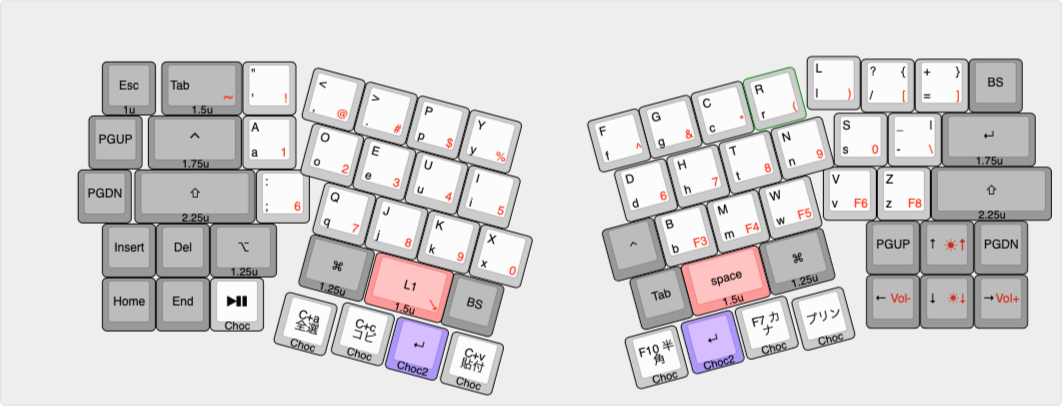 Esc
1u
Tab
~
1.5u
"
' !
<
, @
>
. #
P
p $
Y
y %
PGUP
^
1.75u
A
a 1
O
o 2
E
e 3
U
u 4
I
i 5
PGDN
⇧
2.25u
:
; 6
Q
q 7
J
j 8
K
k 9
X
x 0
Insert
Del
⌥
1.25u
⌘
1.25u
L1
\
1.5u
BS
Home
End
⏯
Choc
C+a
全選
Choc
C+c
コピ
Choc
↵
Choc2
C+v
貼付
Choc
F
f ^
G
g &
C
c *
R
r (
L
l )
? {
/ [
+ }
= ]
BS
D
d 6
H
h 7
T
t 8
N
n 9
S
s 0
_ |
- \
↵
1.75u
^
B
b F3
M
m F4
W
w F5
V
v F6
Z
z F8
⇧
2.25u
Tab
space
1.5u
⌘
1.25u
PGUP
↑ ☀↑
PGDN
F10 半
角
Choc
↵
Choc2
F7 カ
ナ
Choc
プリン
Choc
← Vol-
↓ ☀↓
→ Vol+